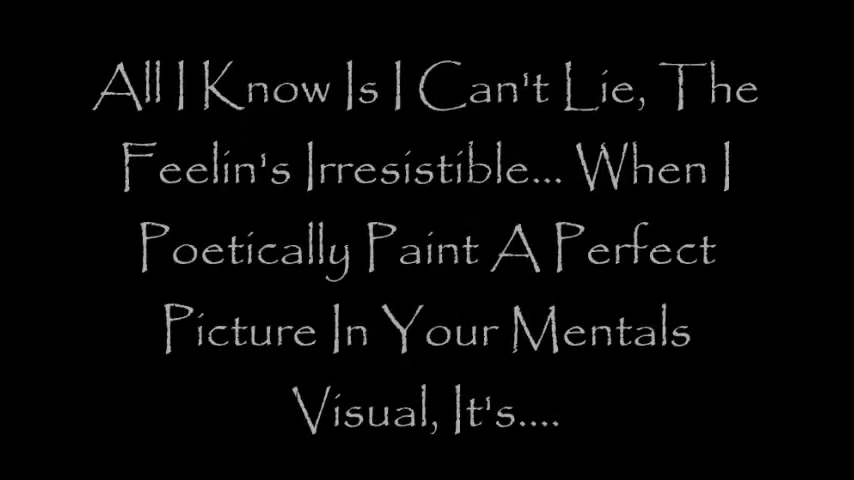 All I Know Is I Can't Lie, The
Feelin's Irresistible... When I
Poetically Paint A Perfect
Picture In Your Mentals
Visual, It's....